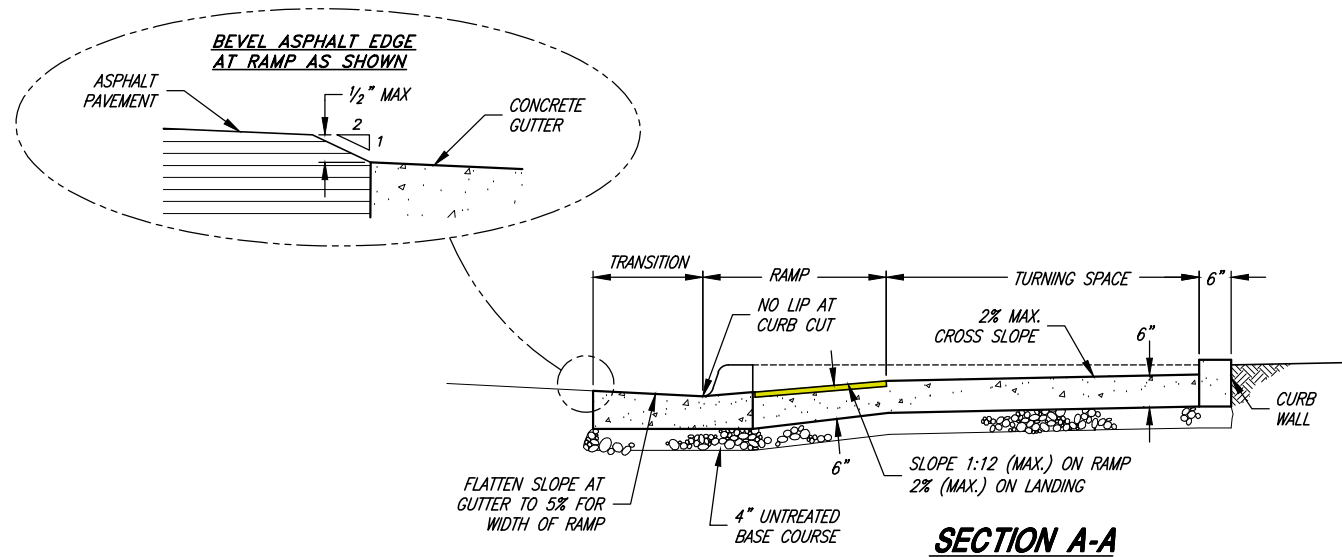 BEVEL ASPHALT EDGE
AT RAMP AS SHOWN
ASPHALT
PAVEMENT
1/2" MAX
2
1
CONCRETE
GUTTER
TRANSITION
RAMP
TURNING SPACE
6"
NO LIP AT
CURB CUT
2% MAX.
CROSS SLOPE
6"
CURB
WALL
6"
SLOPE 1:12 (MAX.) ON RAMP
2% (MAX.) ON LANDING
FLATTEN SLOPE AT
GUTTER TO 5% FOR
WIDTH OF RAMP
4" UNTREATED
BASE COURSE
SECTION A-A